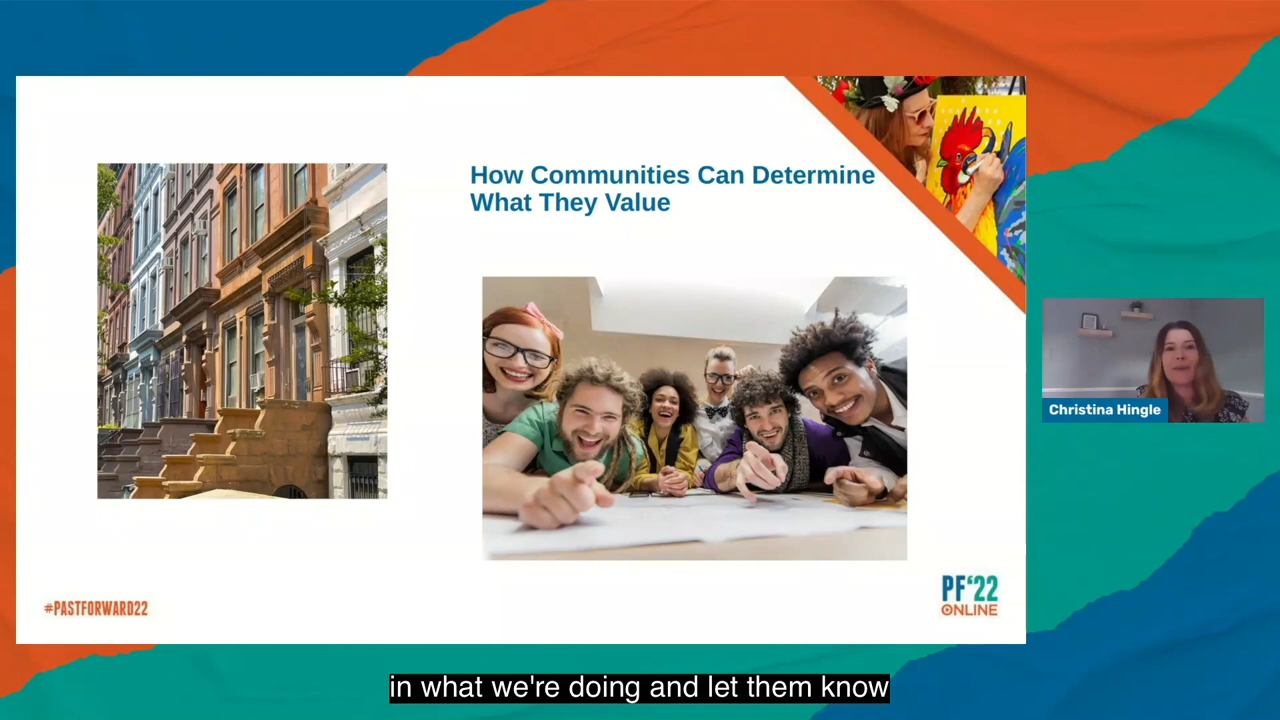 How Communities Can Determine
What They Value
Christina Hingle
#PASTFORWARD22
PF'22
ONLINE
in what we're doing and let them know